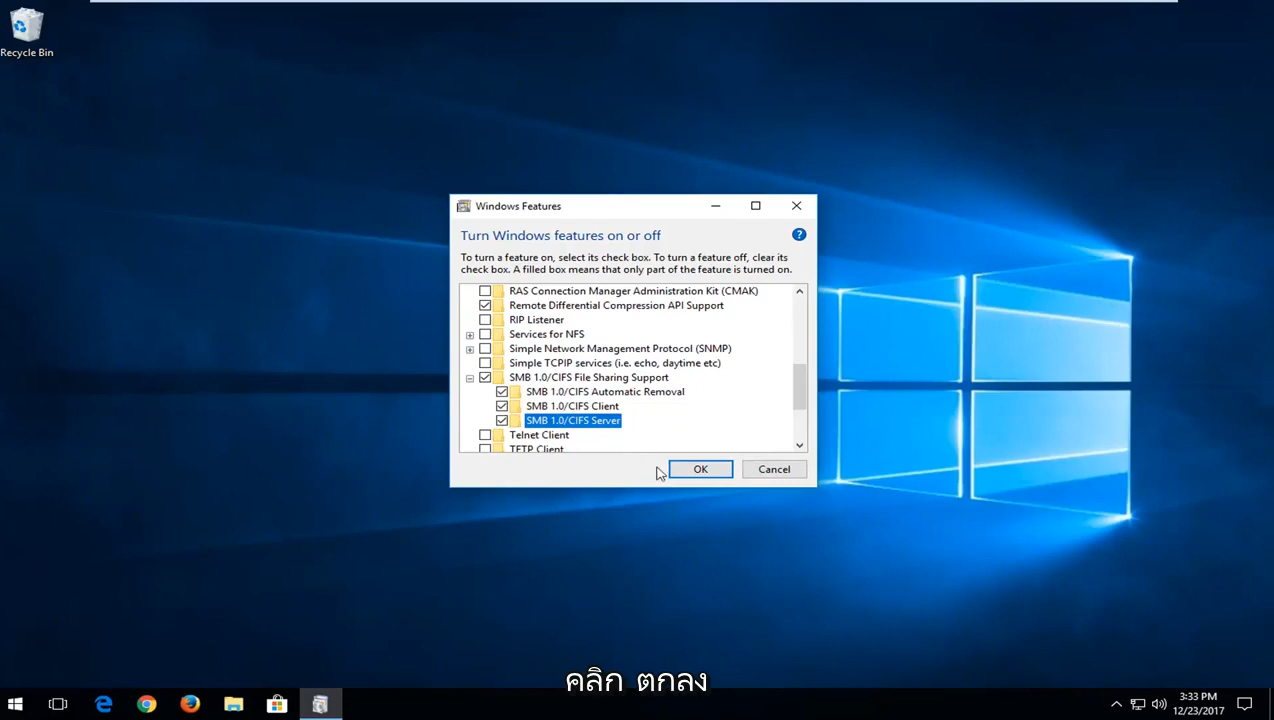 Recycle Bin
Windows Features
Turn Windows features on or off
To turn a feature on, select its check box. To turn a feature off, clear its
check box. A filled box means that only part of the feature is turned on.
RAS Connection Manager Administration Kit (CMAK)
Remote Differential Compression API Support
RIP Listener
Services for NFS
Simple Network Management Protocol (SNMP)
Simple TCPIP services (i.e. echo, daytime etc)
SMB 1.0/CIFS File Sharing Support
SMB 1.0/CIFS Automatic Removal
SMB 1.0/CIFS Client
SMB 1.0/CIFS Server
Telnet Client
TFTP Client
OK Cancel
คลิก ตกลง
3:33 PM
12/23/2017